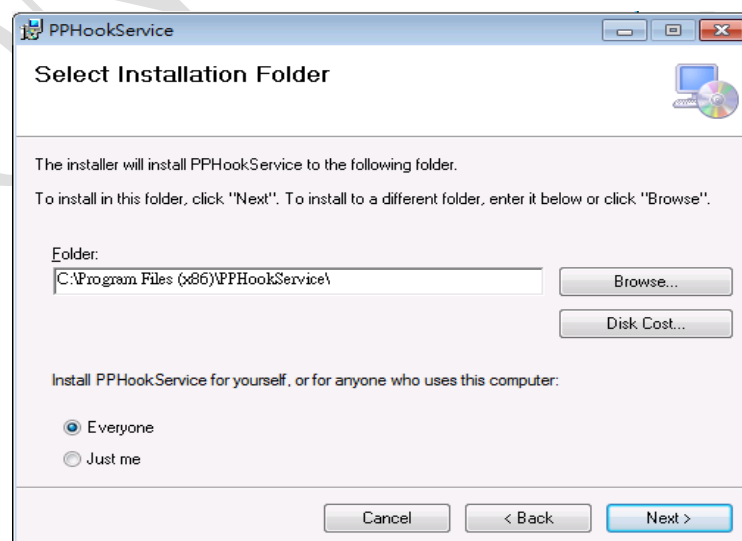 PPHookService
Select Installation Folder
The installer will install PPHookService to the following folder.
To install in this folder, click "Next". To install to a different folder, enter it below or click "Browse".
Folder:
C:\Program Files (x86)\PPHookService\
Browse...
Disk Cost...
Install PPHookService for yourself, or for anyone who uses this computer:
Everyone
Just me
Cancel
< Back
Next >